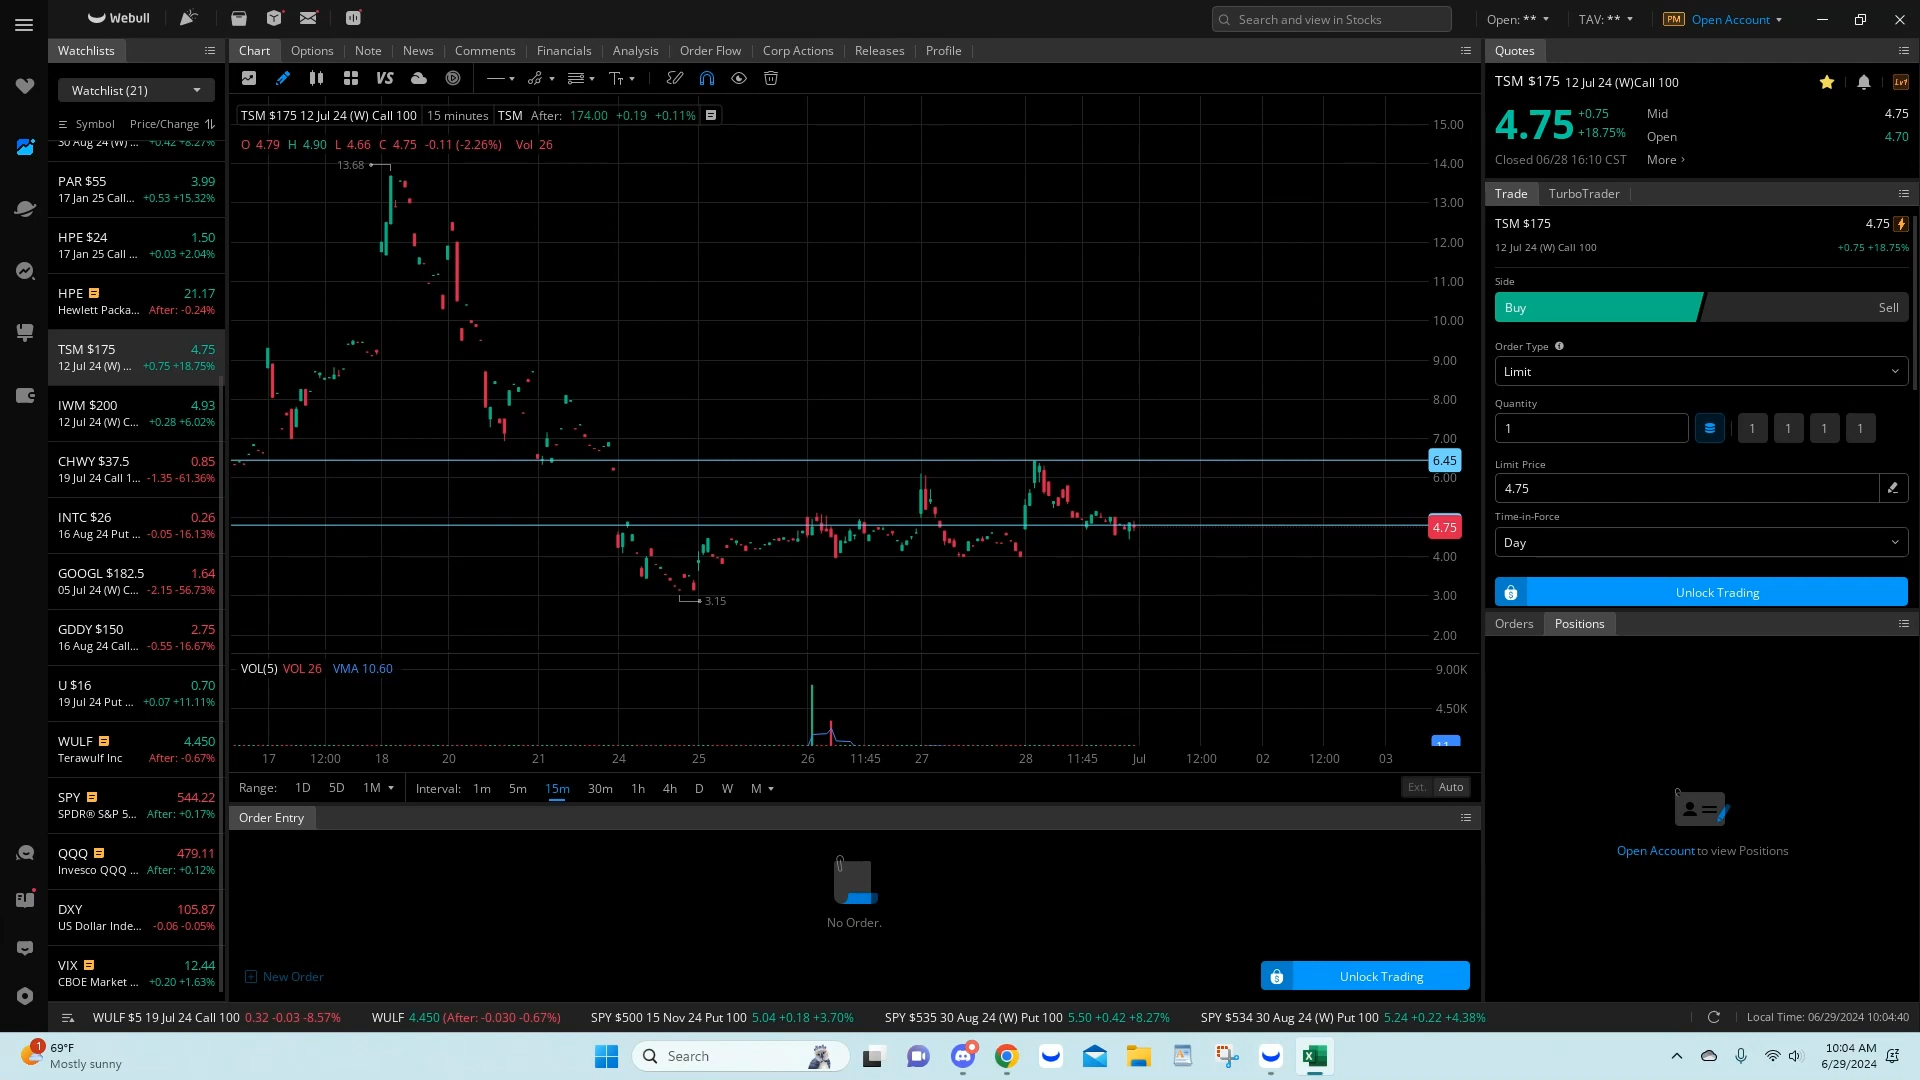 Webull
Search and view in Stocks
Open: **
TAV: **
PM Open Account
Watchlists
Watchlist (21)
Symbol Price/Change
30 Aug 24 (W) ... +0.42 +8.27%
PAR $55 3.99
17 Jan 25 Call... +0.53 +15.32%
HPE $24 1.50
17 Jan 25 Call ... +0.03 +2.04%
HPE 21.17
Hewlett Packa... After: -0.24%
TSM $175 4.75
12 Jul 24 (W) ... +0.75 +18.75%
IWM $200 4.93
12 Jul 24 (W) C... +0.28 +6.02%
CHWY $37.5 0.85
19 Jul 24 Call 1... -1.35 -61.36%
INTC $26 0.26
16 Aug 24 Put ... -0.05 -16.13%
GOOGL $182.5 1.64
05 Jul 24 (W) C... -2.15 -56.73%
GDDY $150 2.75
16 Aug 24 Call... -0.55 -16.67%
U $16 0.70
19 Jul 24 Put ... +0.07 +11.11%
WULF 4.450
Terawulf Inc After: -0.67%
SPY 544.22
SPDR® S&P 5... After: +0.17%
QQQ 479.11
Invesco QQQ ... After: +0.12%
DXY 105.87
US Dollar Inde... -0.06 -0.05%
VIX 12.44
CBOE Market ... +0.20 +1.63%
Chart Options Note News Comments Financials Analysis Order Flow Corp Actions Releases Profile
VS
TSM $175 12 Jul 24 (W) Call 100 15 minutes TSM After: 174.00 +0.19 +0.11%
O 4.79 H 4.90 L 4.66 C 4.75 -0.11 (-2.26%) Vol 26
13.68
3.15
15.00
14.00
13.00
12.00
11.00
10.00
9.00
8.00
7.00
6.45
6.00
4.75
4.00
3.00
2.00
VOL(5) VOL 26 VMA 10.60
9.00K
4.50K
17 12:00 18 20 21 24 25 26 11:45 27 28 11:45 Jul 12:00 02 12:00 03
Range: 1D 5D 1M Interval: 1m 5m 15m 30m 1h 4h D W M
Ext. Auto
Order Entry
No Order.
New Order
Unlock Trading
Quotes
TSM $175 12 Jul 24 (W)Call 100
Lv1
4.75 +0.75
+18.75%
Mid 4.75
Open 4.70
Closed 06/28 16:10 CST
More
Trade TurboTrader
TSM $175 4.75
12 Jul 24 (W) Call 100 +0.75 +18.75%
Side
Buy Sell
Order Type
Limit
Quantity
1 1 1 1 1
Limit Price
4.75
Time-in-Force
Day
Unlock Trading
Orders Positions
Open Account to view Positions
WULF $5 19 Jul 24 Call 100 0.32 -0.03 -8.57% WULF 4.450 (After: -0.030 -0.67%) SPY $500 15 Nov 24 Put 100 5.04 +0.18 +3.70% SPY $535 30 Aug 24 (W) Put 100 5.50 +0.42 +8.27% SPY $534 30 Aug 24 (W) Put 100 5.24 +0.22 +4.38% Local Time: 06/29/2024 10:04:40
1
69°F
Mostly sunny
Search
10:04 AM
6/29/2024